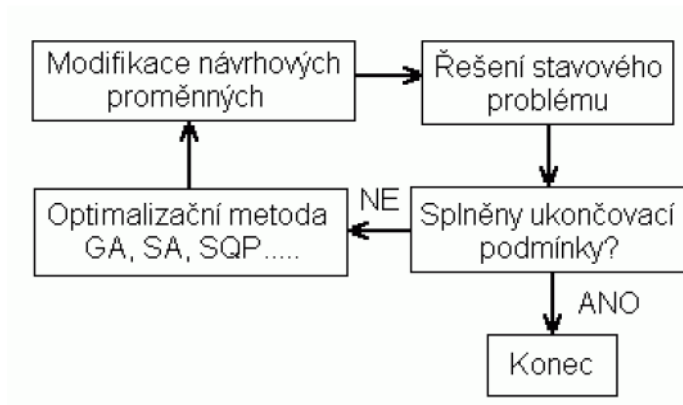 Modifikace návrhových
proměnných
Řešení stavového
problému
Splněny ukončovací
podmínky?
NE
Optimalizační metoda
GA, SA, SQP.....
ANO
Konec